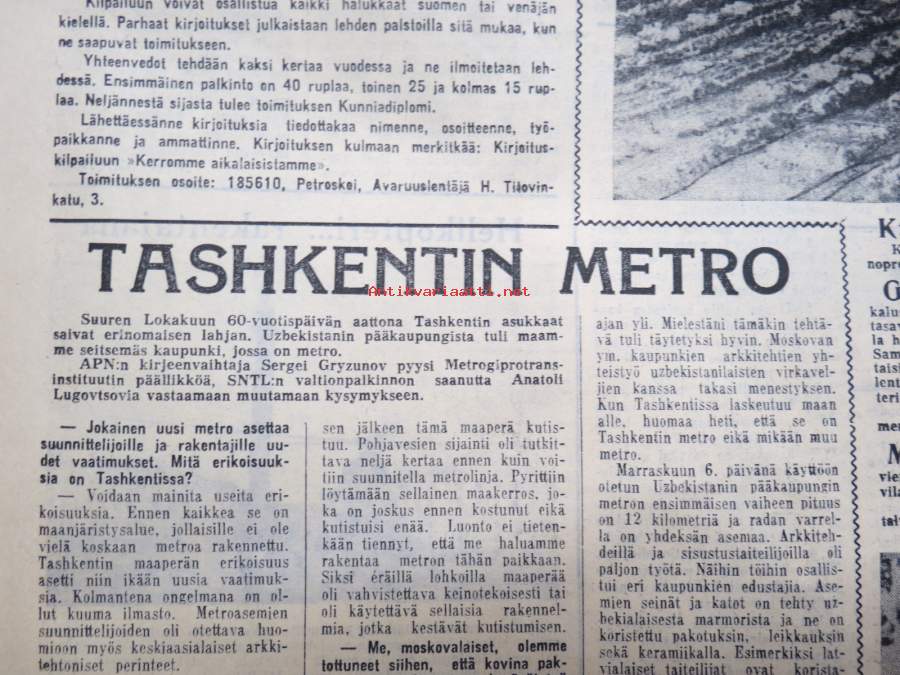 Kilpailuun voivat osallistua kaikki halukkaat suomen tai venäjän
kielellä. Parhaat kirjoitukset julkaistaan lehden palstoilla sitä mukaa, kun
ne saapuvat toimitukseen.
Yhteenvedot tehdään kaksi kertaa vuodessa ja ne ilmoitetaan leh-
dessä. Ensimmäinen palkinto on 40 ruplaa, toinen 25 ja kolmas 15 rup-
laa. Neljännestä sijasta tulee toimituksen Kunniadiplomi.
Lähettäessänne kirjoituksia tiedottakaa nimenne, osoitteenne, työ-
paikkanne ja ammattinne. Kirjoituksen kulmaan merkitkää: Kirjoitus-
kilpailuun »Kerromme aikalaisistamme».
Toimituksen osoite: 185610, Petroskoi, Avaruuslentäjä H. Titovin-
katu, 3.
TASHKENTIN METRO
Antikvariaatti.net
Suuren Lokakuun 60-vuotispäivän aattona Tashkentin asukkaat
saivat erinomaisen lahjan. Uzbekistanin pääkaupungista tuli maam-
me seitsemäs kaupunki, jossa on metro.
APN:n kirjeenvaihtaja Sergei Gryzunov pyysi Metrogiprotrans-
instituutin päällikköä, SNTL:n valtionpalkinnon saanutta Anatoli
Lugovtsovia vastaamaan muutamaan kysymykseen.
— Jokainen uusi metro asettaa
suunnittelijoille ja rakentajille uu-
det vaatimukset. Mitä erikoisuuk-
sia on Tashkentissa?
— Voidaan mainita useita eri-
koisuuksia. Ennen kaikkea se on
maanjäristysalue, jollaisille ei ole
vielä koskaan metroa rakennettu.
Tashkentin maaperän erikoisuus
asetti niin ikään uusia vaatimuk-
sia. Kolmantena ongelmana on ol-
lut kuuma ilmasto. Metroasemien
suunnittelijoiden oli otettava huo-
mioon myös keskiaasialaiset arkki-
tehtoniset perinteet.
sen jälkeen tämä maaperä kutis-
tuu. Pohjavesien sijainti oli tutkit-
tava neljä kertaa ennen kuin voi-
tiin suunnitella metrolinja. Pyrittiin
löytämään sellainen maakerros, jo-
ka on joskus ennen kostunut eikä
kutistuisi enää. Luonto ei tieten-
kään tiennyt, että me haluamme
rakentaa metron tähän paikkaan.
Siksi eräillä lohkoilla maaperää
oli vahvistettava keinotekoisesti tai
oli käytettävä sellaisia rakennel-
mia, jotka kestävät kutistumisen.
— Me, moskovalaiset, olemme
tottuneet siihen, että kovina pak-
ajan yli. Mielestäni tämäkin tehtä-
vä tuli täytetyksi hyvin. Moskovan
ym. kaupunkien arkkitehtien yh-
teistyö uzbekistanilaisten virkavel-
jien kanssa takasi menestyksen.
Kun Tashkentissa laskeutuu maan
alle, huomaa heti, että se on
Tashkentin metro eikä mikään muu
metro.
Marraskuun 6. päivänä käyttöön
otetun Uzbekistanin pääkaupungin
metron ensimmäisen vaiheen pituus
on 12 kilometriä ja radan varrel-
la on yhdeksän asemaa. Arkkiteh-
deillä ja sisustustaiteilijoilla oli
paljon työtä. Näihin töihin osallis-
tui eri kaupunkien edustajia. Ase-
mien seinät ja katot on tehty uz-
bekialaisesta marmorista ja ne on
koristettu pakotuksin, leikkauksin
sekä keramiikalla. Esimerkiksi lat-
vialaiset taiteilijat ovat korista-